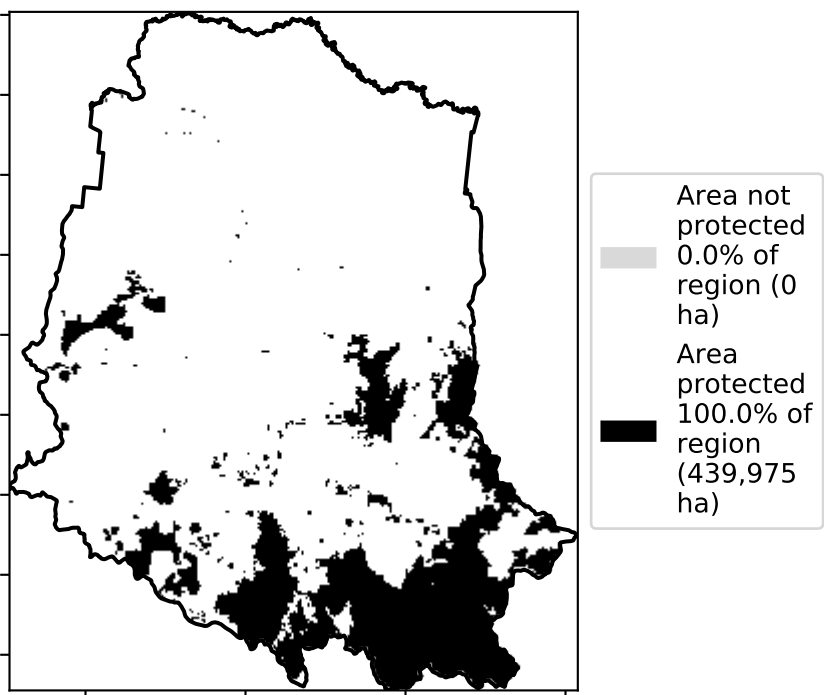 Area not
protected
0.0% of
region (0
ha)
Area
protected
100.0% of
region
(439,975
ha)